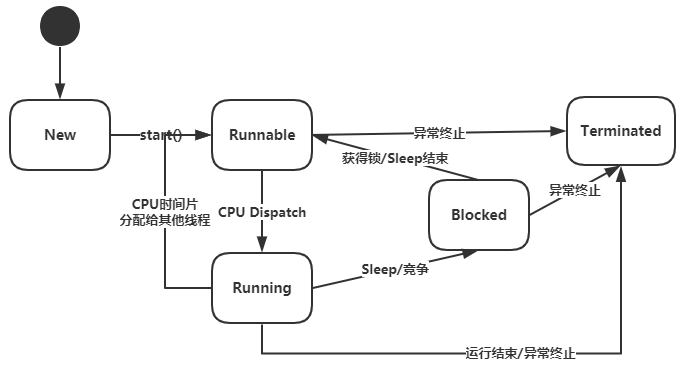 New
start()
Runnable
异常终止
Terminated
获得锁/Sleep结束
CPU时间片
分配给其他线程
CPU Dispatch
Blocked
异常终止
Running
Sleep/竞争
运行结束/异常终止